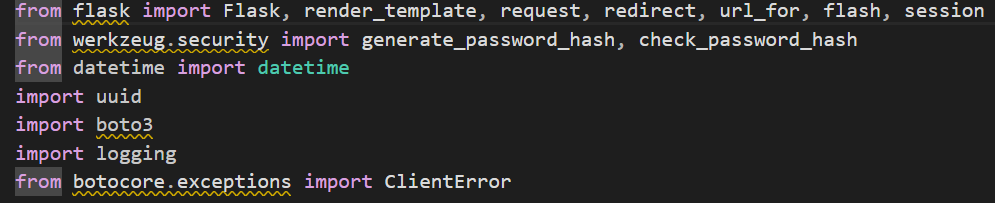 from flask import Flask, render_template, request, redirect, url_for, flash, session
from werkzeug.security import generate_password_hash, check_password_hash
from datetime import datetime
import uuid
import boto3
import logging
from botocore.exceptions import ClientError